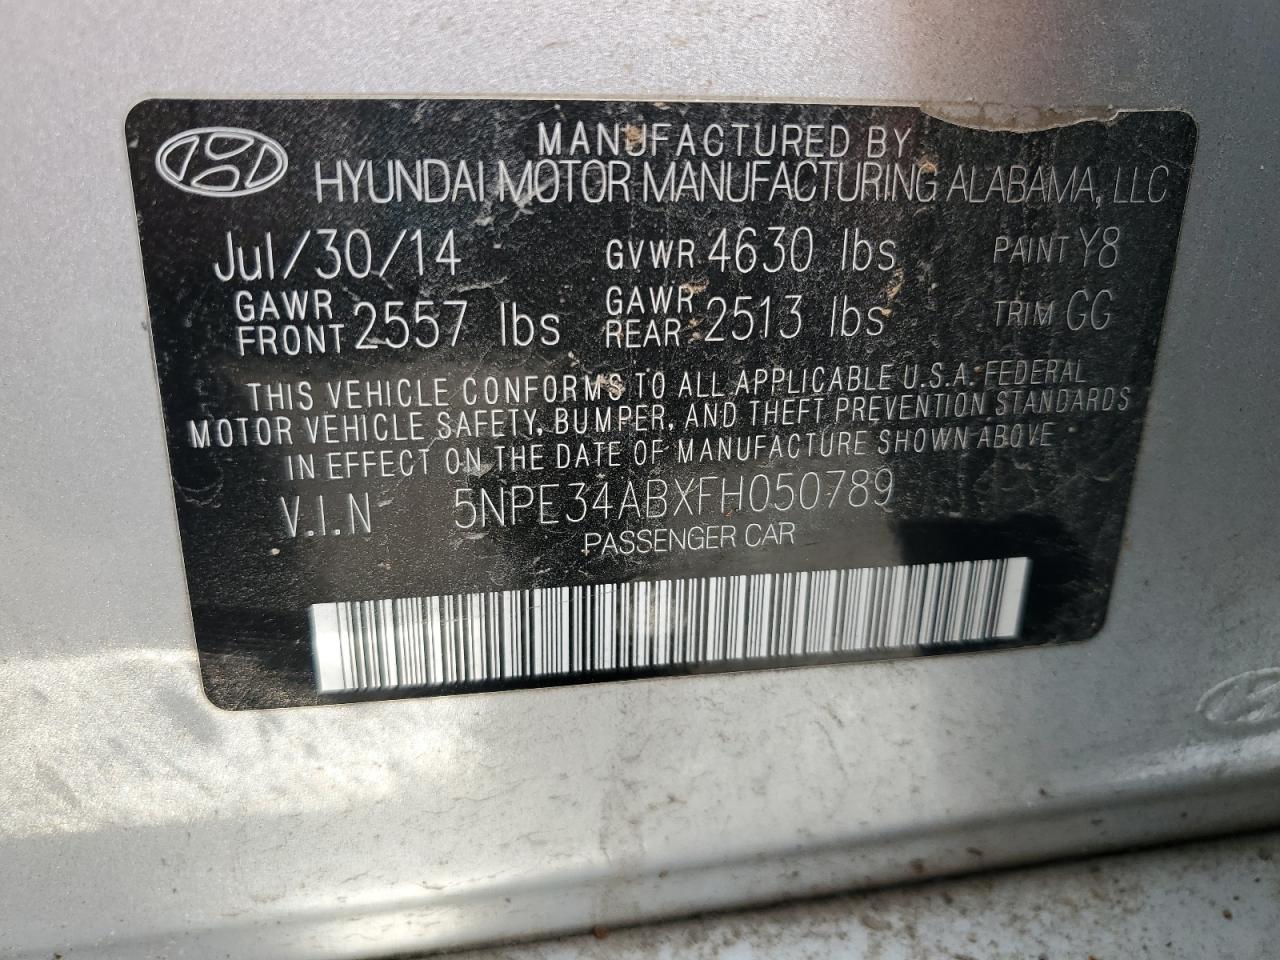 MANUFACTURED BY
HYUNDAI MOTOR MANUFACTURING ALABAMA, LLC
Jul/30/14 GVWR 4630 lbs PAINT Y8
GAWR FRONT 2557 lbs GAWR REAR 2513 lbs TRIM GG
THIS VEHICLE CONFORMS TO ALL APPLICABLE U.S.A. FEDERAL
MOTOR VEHICLE SAFETY, BUMPER, AND THEFT PREVENTION STANDARDS
IN EFFECT ON THE DATE OF MANUFACTURE SHOWN ABOVE
V.I.N 5NPE34ABXFH050789
PASSENGER CAR